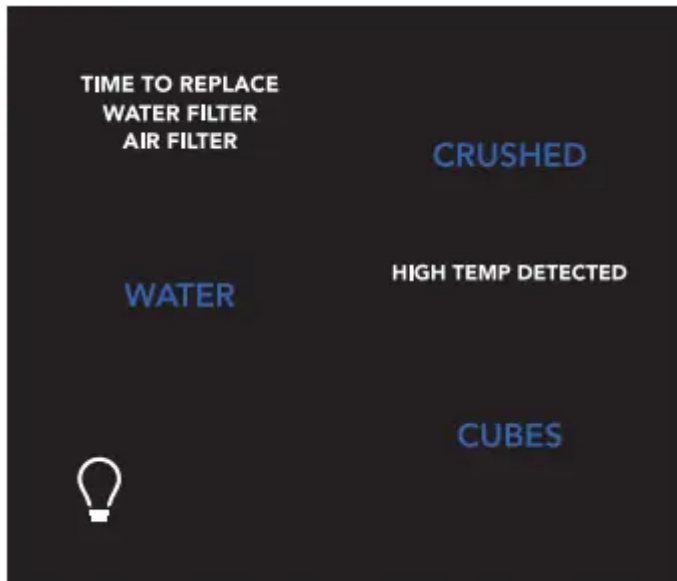 TIME TO REPLACE
WATER FILTER
AIR FILTER
CRUSHED
WATER
HIGH TEMP DETECTED
CUBES